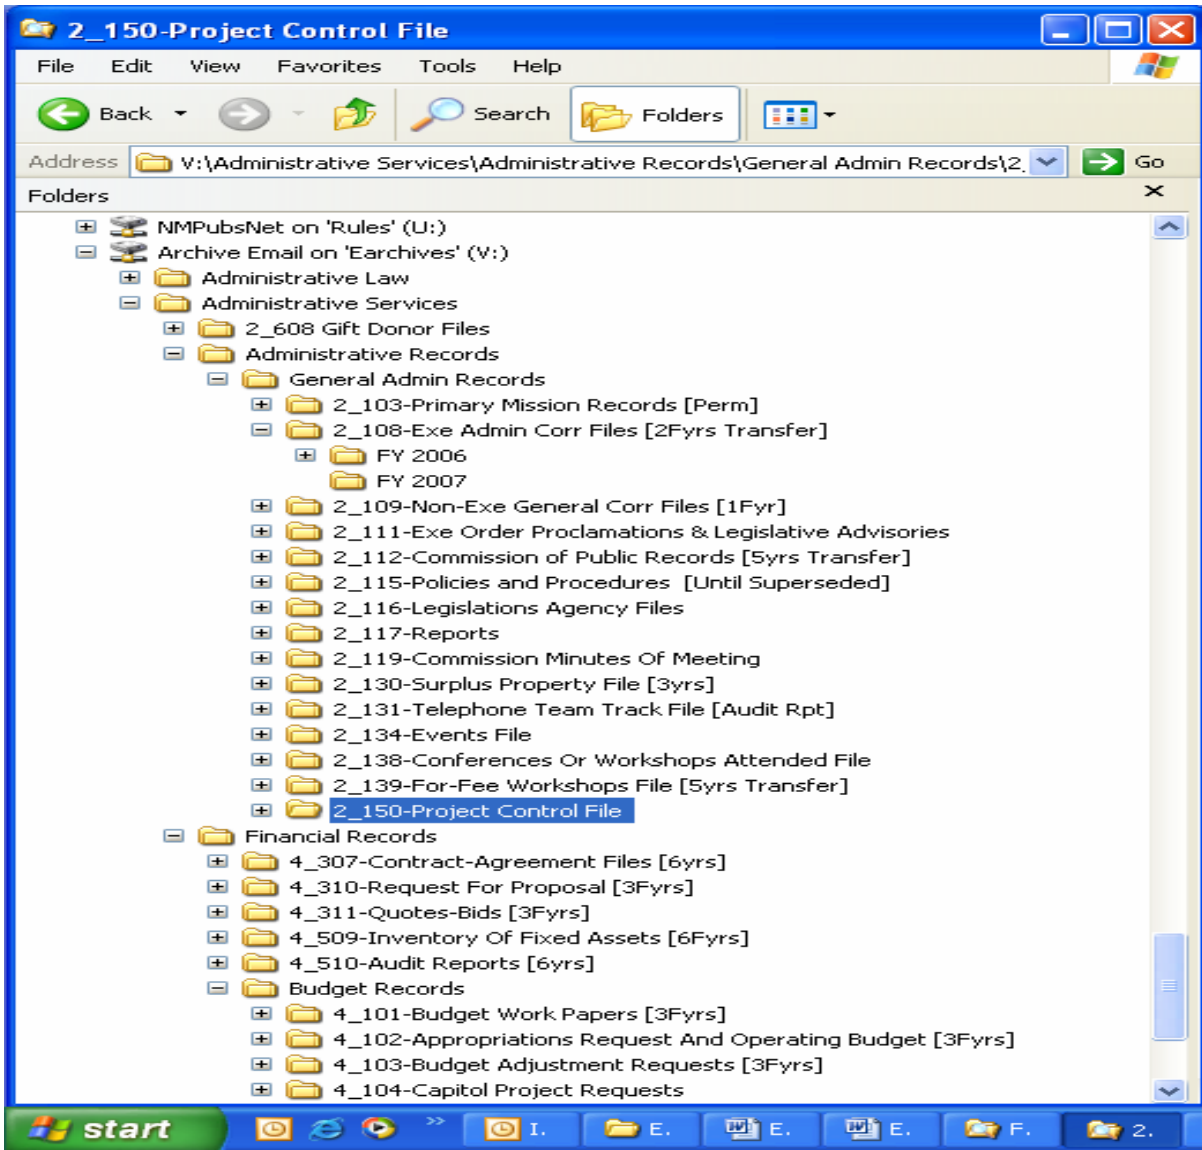 2_150-Project Control File
File Edit View Favorites Tools Help
Back Search Folders
Address V:\Administrative Services\Administrative Records\General Admin Records\2_ Go
Folders
NMPubsNet on 'Rules' (U:)
Archive Email on 'Earchives' (V:)
Administrative Law
Administrative Services
2_608 Gift Donor Files
Administrative Records
General Admin Records
2_103-Primary Mission Records [Perm]
2_108-Exe Admin Corr Files [2Fyrs Transfer]
FY 2006
FY 2007
2_109-Non-Exe General Corr Files [1Fyr]
2_111-Exe Order Proclamations & Legislative Advisories
2_112-Commission of Public Records [5yrs Transfer]
2_115-Policies and Procedures [Until Superseded]
2_116-Legislations Agency Files
2_117-Reports
2_119-Commission Minutes Of Meeting
2_130-Surplus Property File [3yrs]
2_131-Telephone Team Track File [Audit Rpt]
2_134-Events File
2_138-Conferences Or Workshops Attended File
2_139-For-Fee Workshops File [5yrs Transfer]
2_150-Project Control File
Financial Records
4_307-Contract-Agreement Files [6yrs]
4_310-Request For Proposal [3Fyrs]
4_311-Quotes-Bids [3Fyrs]
4_509-Inventory Of Fixed Assets [6Fyrs]
4_510-Audit Reports [6yrs]
Budget Records
4_101-Budget Work Papers [3Fyrs]
4_102-Appropriations Request And Operating Budget [3Fyrs]
4_103-Budget Adjustment Requests [3Fyrs]
4_104-Capitol Project Requests
start I. E. E. E. F. 2.